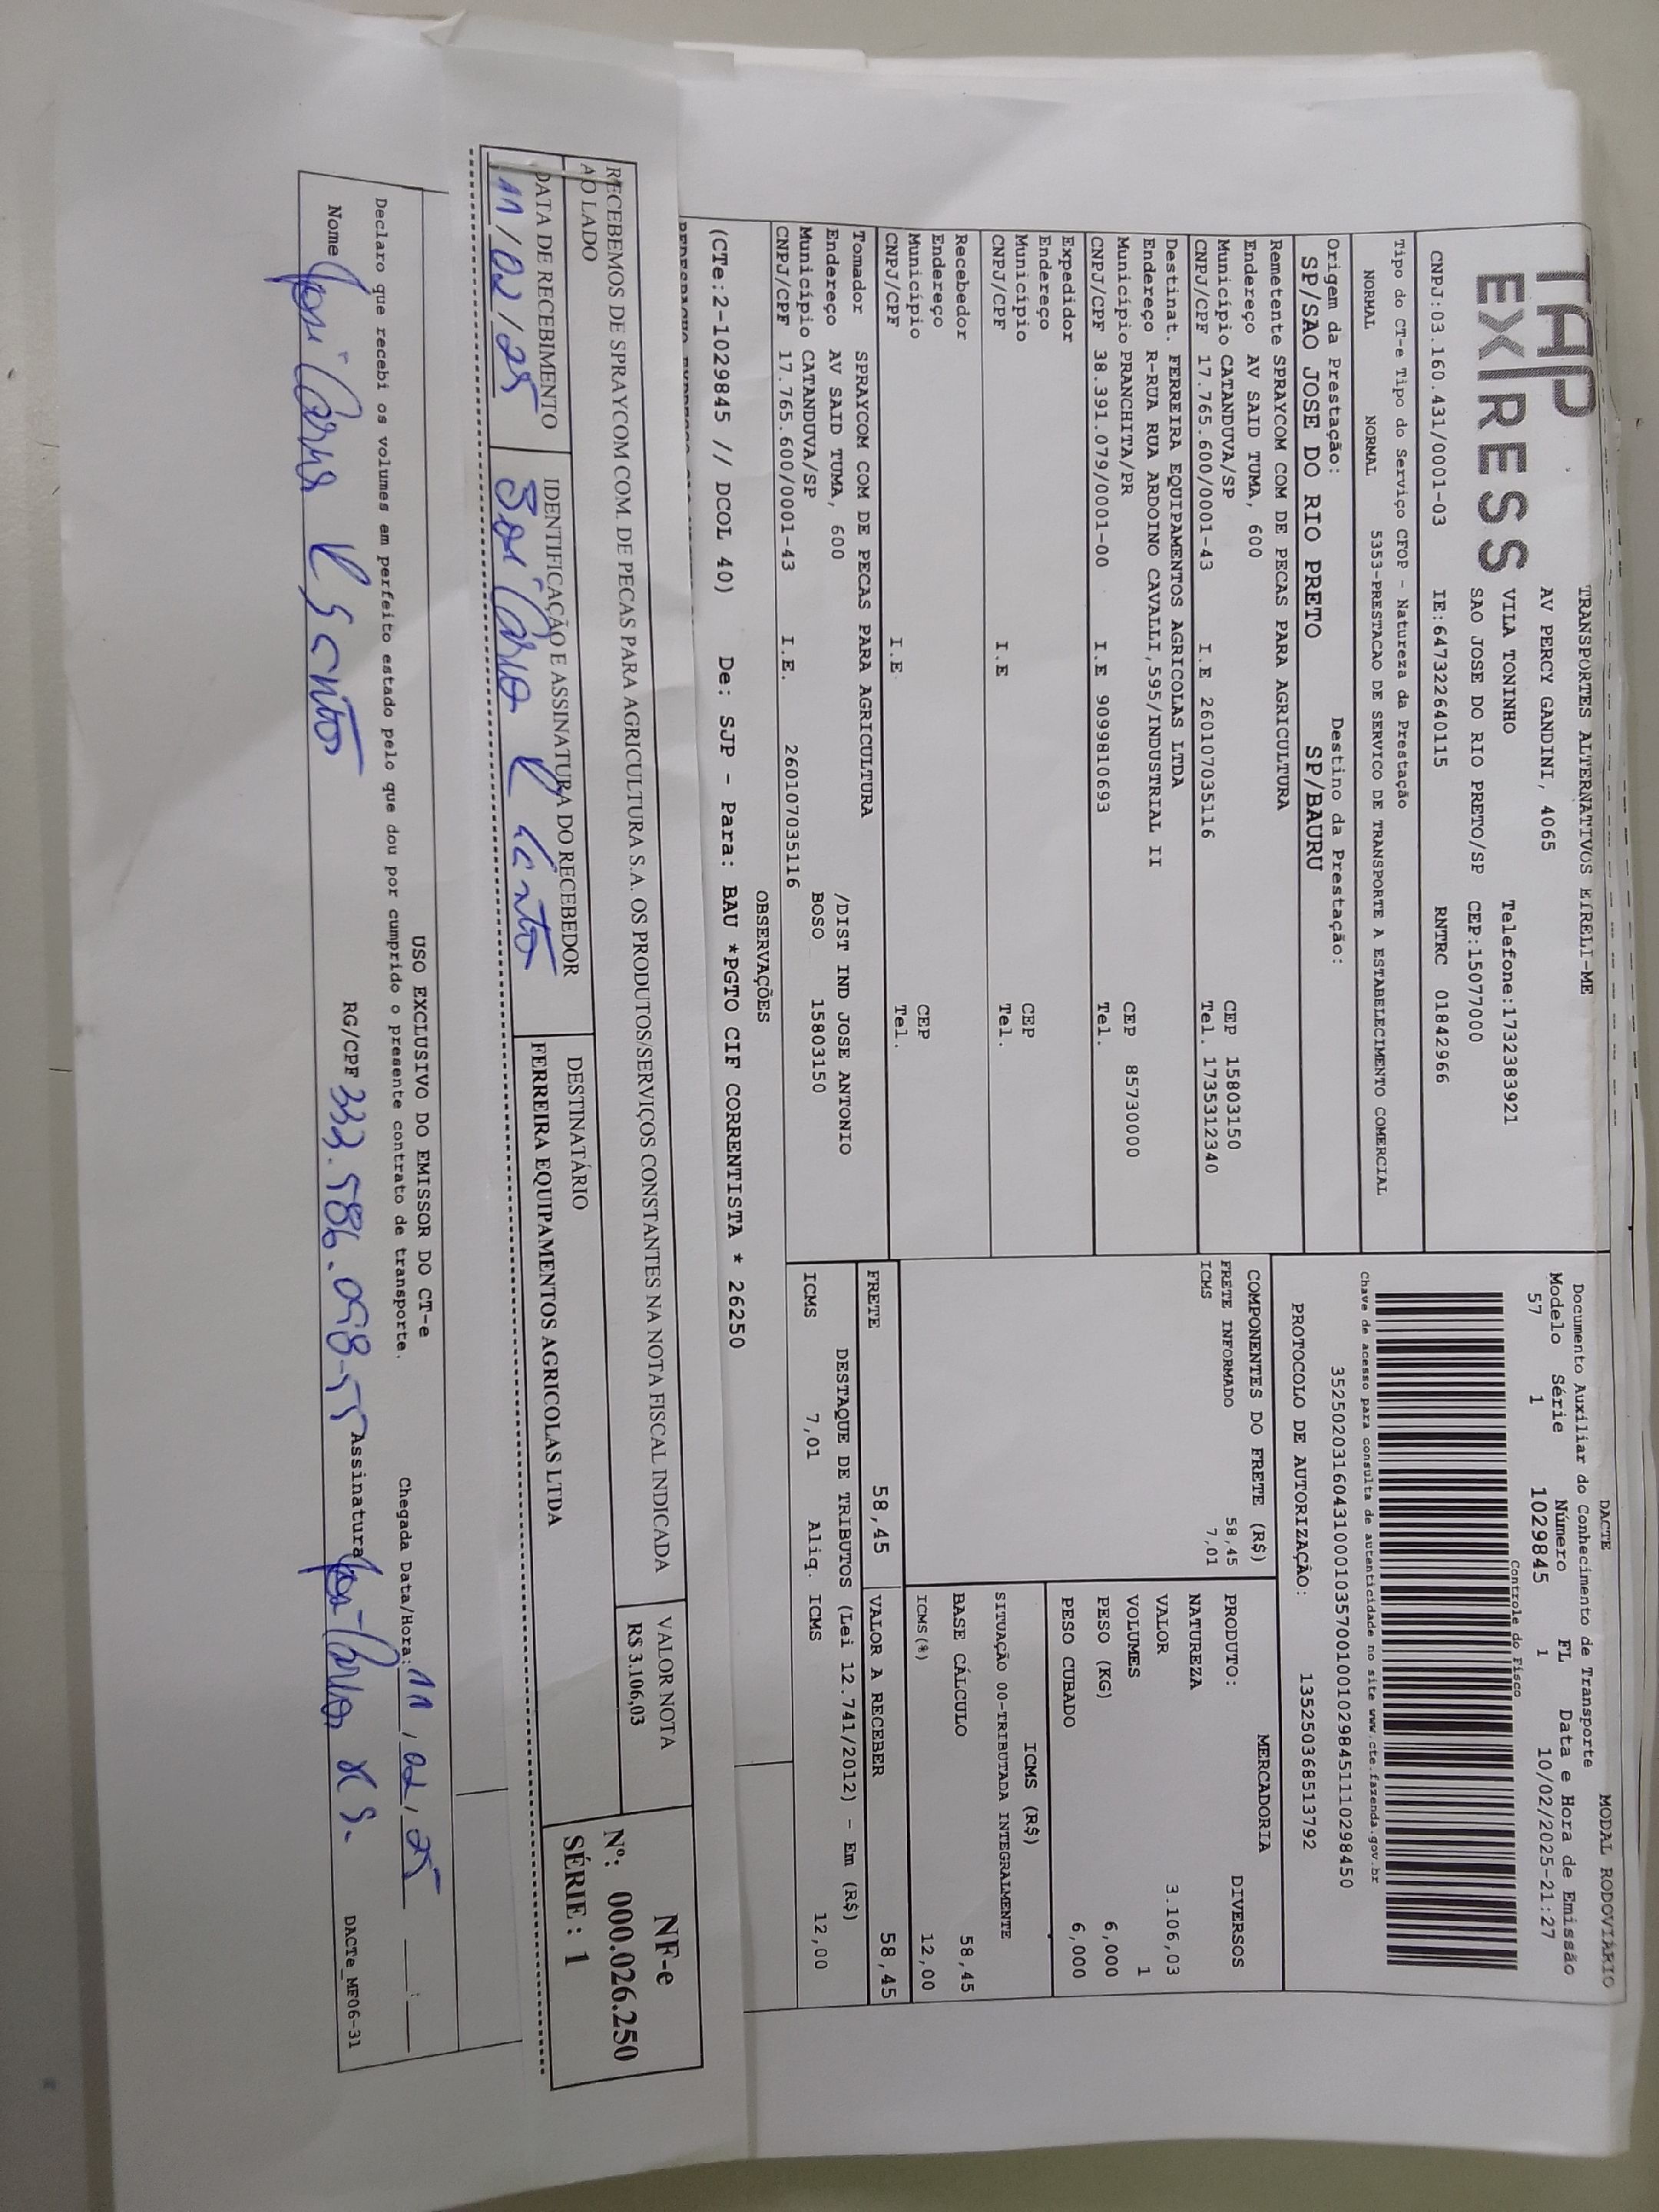 TAP EXPRESS
TRANSPORTES ALTERNATIVOS EIRELI-ME
AV PERCY GANDINI, 4065
VILA TONINHO Telefone:1732383921
SAO JOSE DO RIO PRETO/SP CEP:15077000
CNPJ:03.160.431/0001-03 IE:647322640115 RNTRC 01842966
DACTE MODAL RODOVIÁRIO
Documento Auxiliar do Conhecimento de Transporte
Modelo Série Número FL Data e Hora de Emissão
57 1 1029845 1 10/02/2025-21:27
Controle do Fisco
Chave de acesso para consulta de autenticidade no site www.cte.fazenda.gov.br
35250203160431000103570010010298451110298450
PROTOCOLO DE AUTORIZAÇÃO: 135250368513792
Tipo do CT-e Tipo do Serviço CFOP - Natureza da Prestação
NORMAL NORMAL 5353-PRESTACAO DE SERVICO DE TRANSPORTE A ESTABELECIMENTO COMERCIAL
Origem da Prestação: Destino da Prestação:
SP/SAO JOSE DO RIO PRETO SP/BAURU
Remetente SPRAYCOM COM DE PECAS PARA AGRICULTURA
Endereço AV SAID TUMA, 600
Município CATANDUVA/SP CEP 15803150
CNPJ/CPF 17.765.600/0001-43 I.E 260107035116 Tel. 1735312340
Destinat. FERREIRA EQUIPAMENTOS AGRICOLAS LTDA
Endereço R-RUA RUA ARDOINO CAVALLI,595/INDUSTRIAL II
Município PRANCHITA/PR CEP 85730000
CNPJ/CPF 38.391.079/0001-00 I.E 9099810693 Tel.
Expedidor
Endereço
Município CEP
CNPJ/CPF I.E Tel.
Recebedor
Endereço
Município CEP
CNPJ/CPF I.E Tel.
Tomador SPRAYCOM COM DE PECAS PARA AGRICULTURA
Endereço AV SAID TUMA, 600 /DIST IND JOSE ANTONIO
Município CATANDUVA/SP BOSO 15803150
CNPJ/CPF 17.765.600/0001-43 I.E. 260107035116
COMPONENTES DO FRETE (R$)
FRETE INFORMADO 58,45
ICMS 7,01
MERCADORIA
PRODUTO: DIVERSOS
NATUREZA
VALOR 3.106,03
VOLUMES 1
PESO (KG) 6,000
PESO CUBADO 6,000
ICMS (R$)
SITUAÇÃO 00-TRIBUTADA INTEGRALMENTE
BASE CÁLCULO 58,45
ICMS(%) 12,00
FRETE 58,45 VALOR A RECEBER 58,45
DESTAQUE DE TRIBUTOS (Lei 12.741/2012) - Em (R$)
ICMS 7,01 Aliq. ICMS 12,00
OBSERVAÇÕES
(CTe:2-1029845 // DCOL 40) De: SJP - Para: BAU *PGTO CIF CORRENTISTA * 26250
RECEBEMOS DE SPRAYCOM COM. DE PECAS PARA AGRICULTURA S.A. OS PRODUTOS/SERVIÇOS CONSTANTES NA NOTA FISCAL INDICADA
AO LADO
VALOR NOTA
R$ 3.106,03
NF-e
Nº: 000.026.250
SÉRIE : 1
DATA DE RECEBIMENTO IDENTIFICAÇÃO E ASSINATURA DO RECEBEDOR DESTINATÁRIO
11/02/25 FERREIRA EQUIPAMENTOS AGRICOLAS LTDA
USO EXCLUSIVO DO EMISSOR DO CT-e
Declaro que recebi os volumes em perfeito estado pelo que dou por cumprido o presente contrato de transporte. Chegada Data/Hora: 11/02/25
Nome RG/CPF 333.586.098-55 Assinatura
DACTe_MF06-31